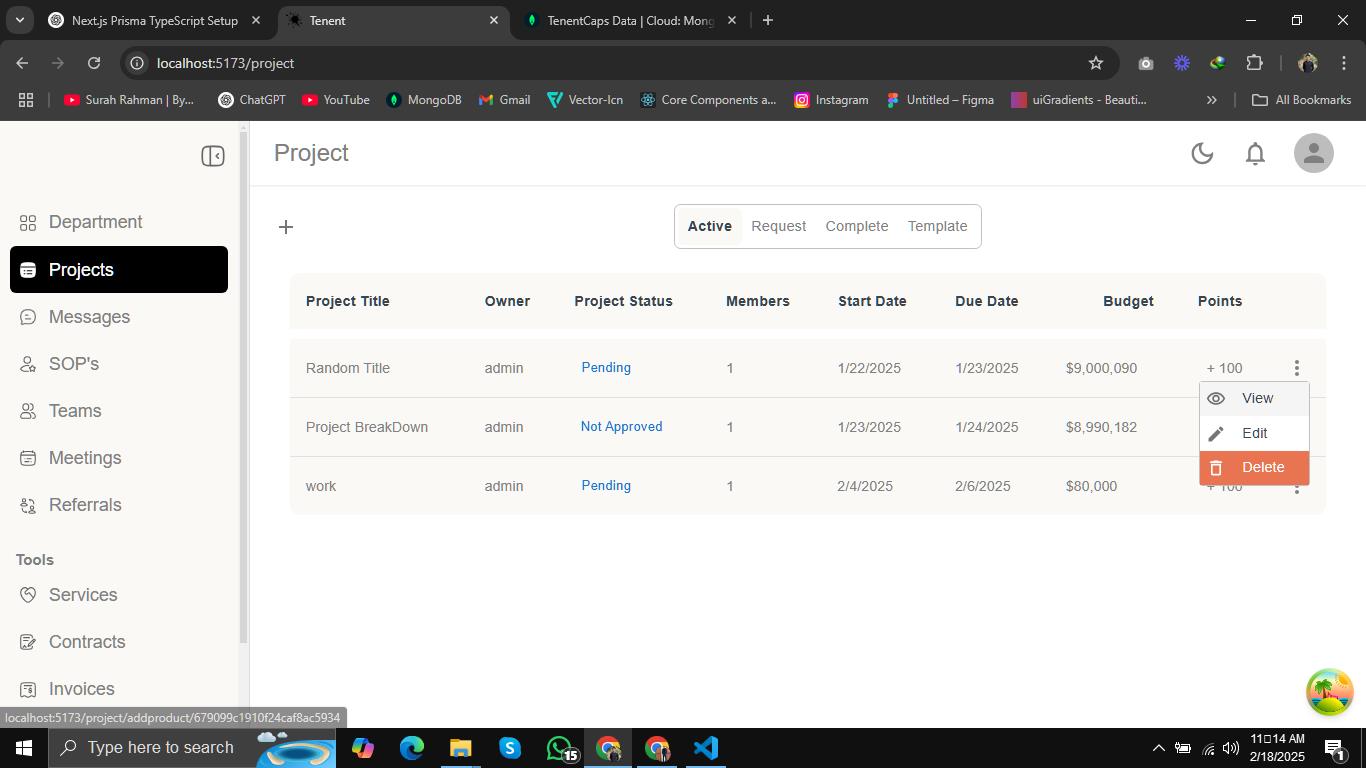 Next.js Prisma TypeScript Setup
Tenent
TenentCaps Data | Cloud: Mong
localhost:5173/project
Surah Rahman | By...
ChatGPT
YouTube
MongoDB
Gmail
Vector-Icn
Core Components a...
Instagram
Untitled – Figma
uiGradients - Beauti...
All Bookmarks
Project
Department
Projects
Messages
SOP's
Teams
Meetings
Referrals
Tools
Services
Contracts
Invoices
Active Request Complete Template
Project Title Owner Project Status Members Start Date Due Date Budget Points
Random Title admin Pending 1 1/22/2025 1/23/2025 $9,000,090 + 100
Project BreakDown admin Not Approved 1 1/23/2025 1/24/2025 $8,990,182
work admin Pending 1 2/4/2025 2/6/2025 $80,000 + 100
View
Edit
Delete
localhost:5173/project/addproduct/679099c1910f24caf8ac5934
Type here to search
15
11□14 AM
2/18/2025
1